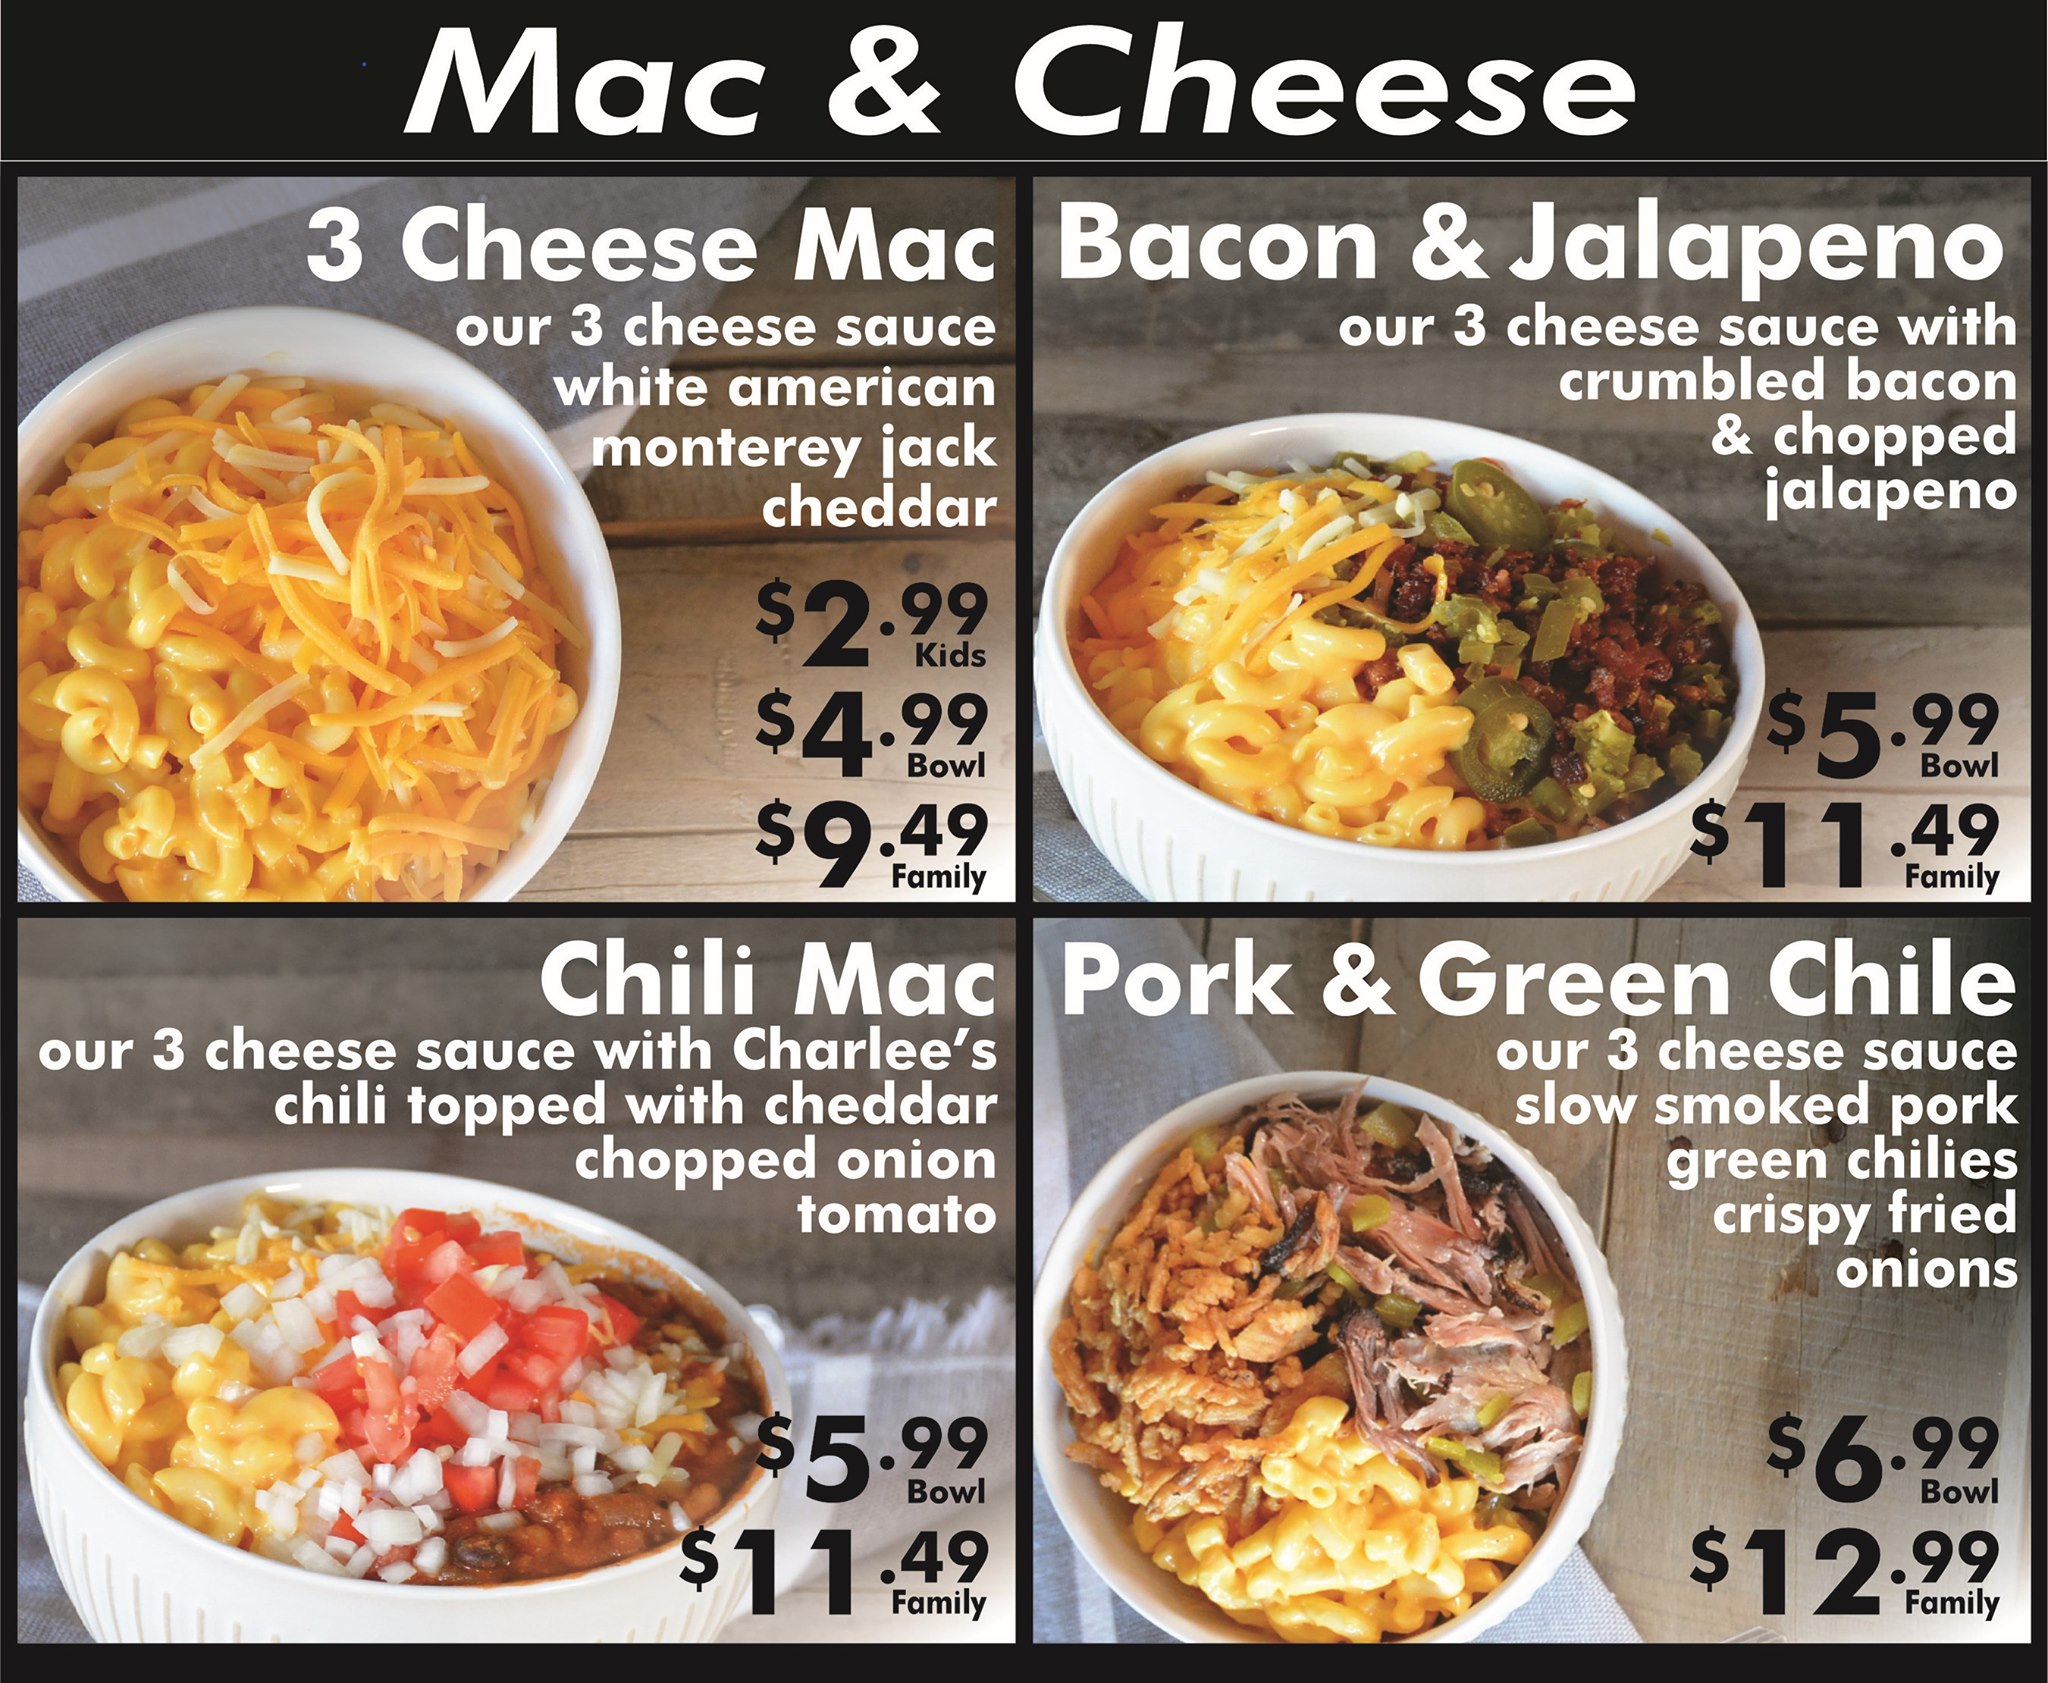 Mac & Cheese
3 Cheese Mac
our 3 cheese sauce
white american
monterey jack
cheddar
$2.99
Kids
$4.99
Bowl
$9.49
Family
Bacon & Jalapeno
our 3 cheese sauce with
crumbled bacon
& chopped
jalapeno
$5.99
Bowl
$11.49
Family
Chili Mac
our 3 cheese sauce with Charlee's
chili topped with cheddar
chopped onion
tomato
$5.99
Bowl
$11.49
Family
Pork & Green Chile
our 3 cheese sauce
slow smoked pork
green chilies
crispy fried
onions
$6.99
Bowl
$12.99
Family